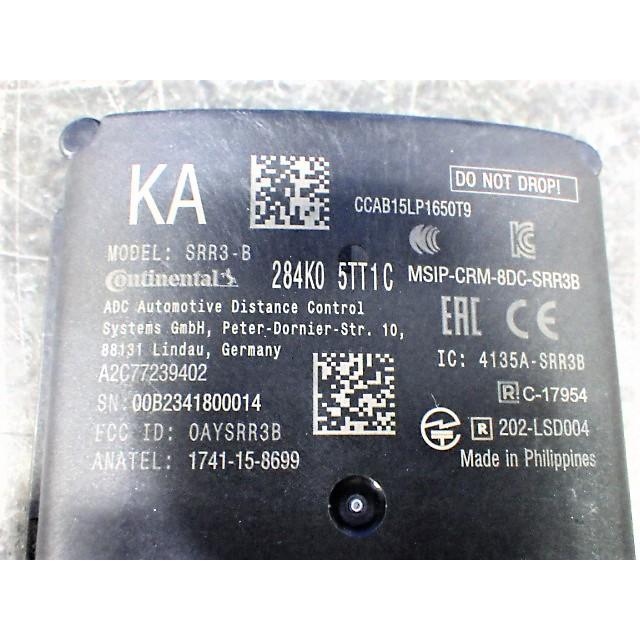 KA
DO NOT DROP!
CCAB15LP1650T9
MODEL: SRR3-B
Continental
284K0 5TT1C
MSIP-CRM-8DC-SRR3B
ADC Automotive Distance Control
Systems GmbH, Peter-Dornier-Str. 10,
88131 Lindau, Germany
EAC CE
IC: 4135A-SRR3B
A2C77239402
R C-17954
SN: 00B2341800014
R 202-LSD004
FCC ID: OAYSRR3B
ANATEL: 1741-15-8699
Made in Philippines